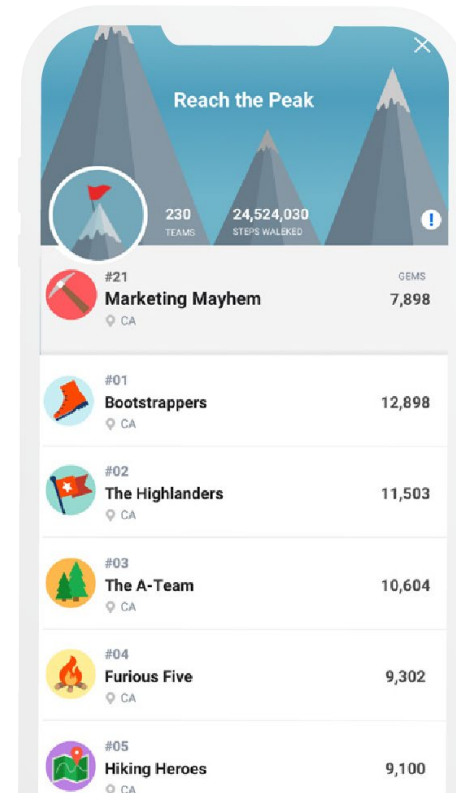 Reach the Peak
230 24,524,030
TEAMS STEPS WALEKED
!
#21 GEMS
Marketing Mayhem 7,898
CA
#01
Bootstrappers 12,898
CA
#02
The Highlanders 11,503
CA
#03
The A-Team 10,604
CA
#04
Furious Five 9,302
CA
#05
Hiking Heroes 9,100
CA